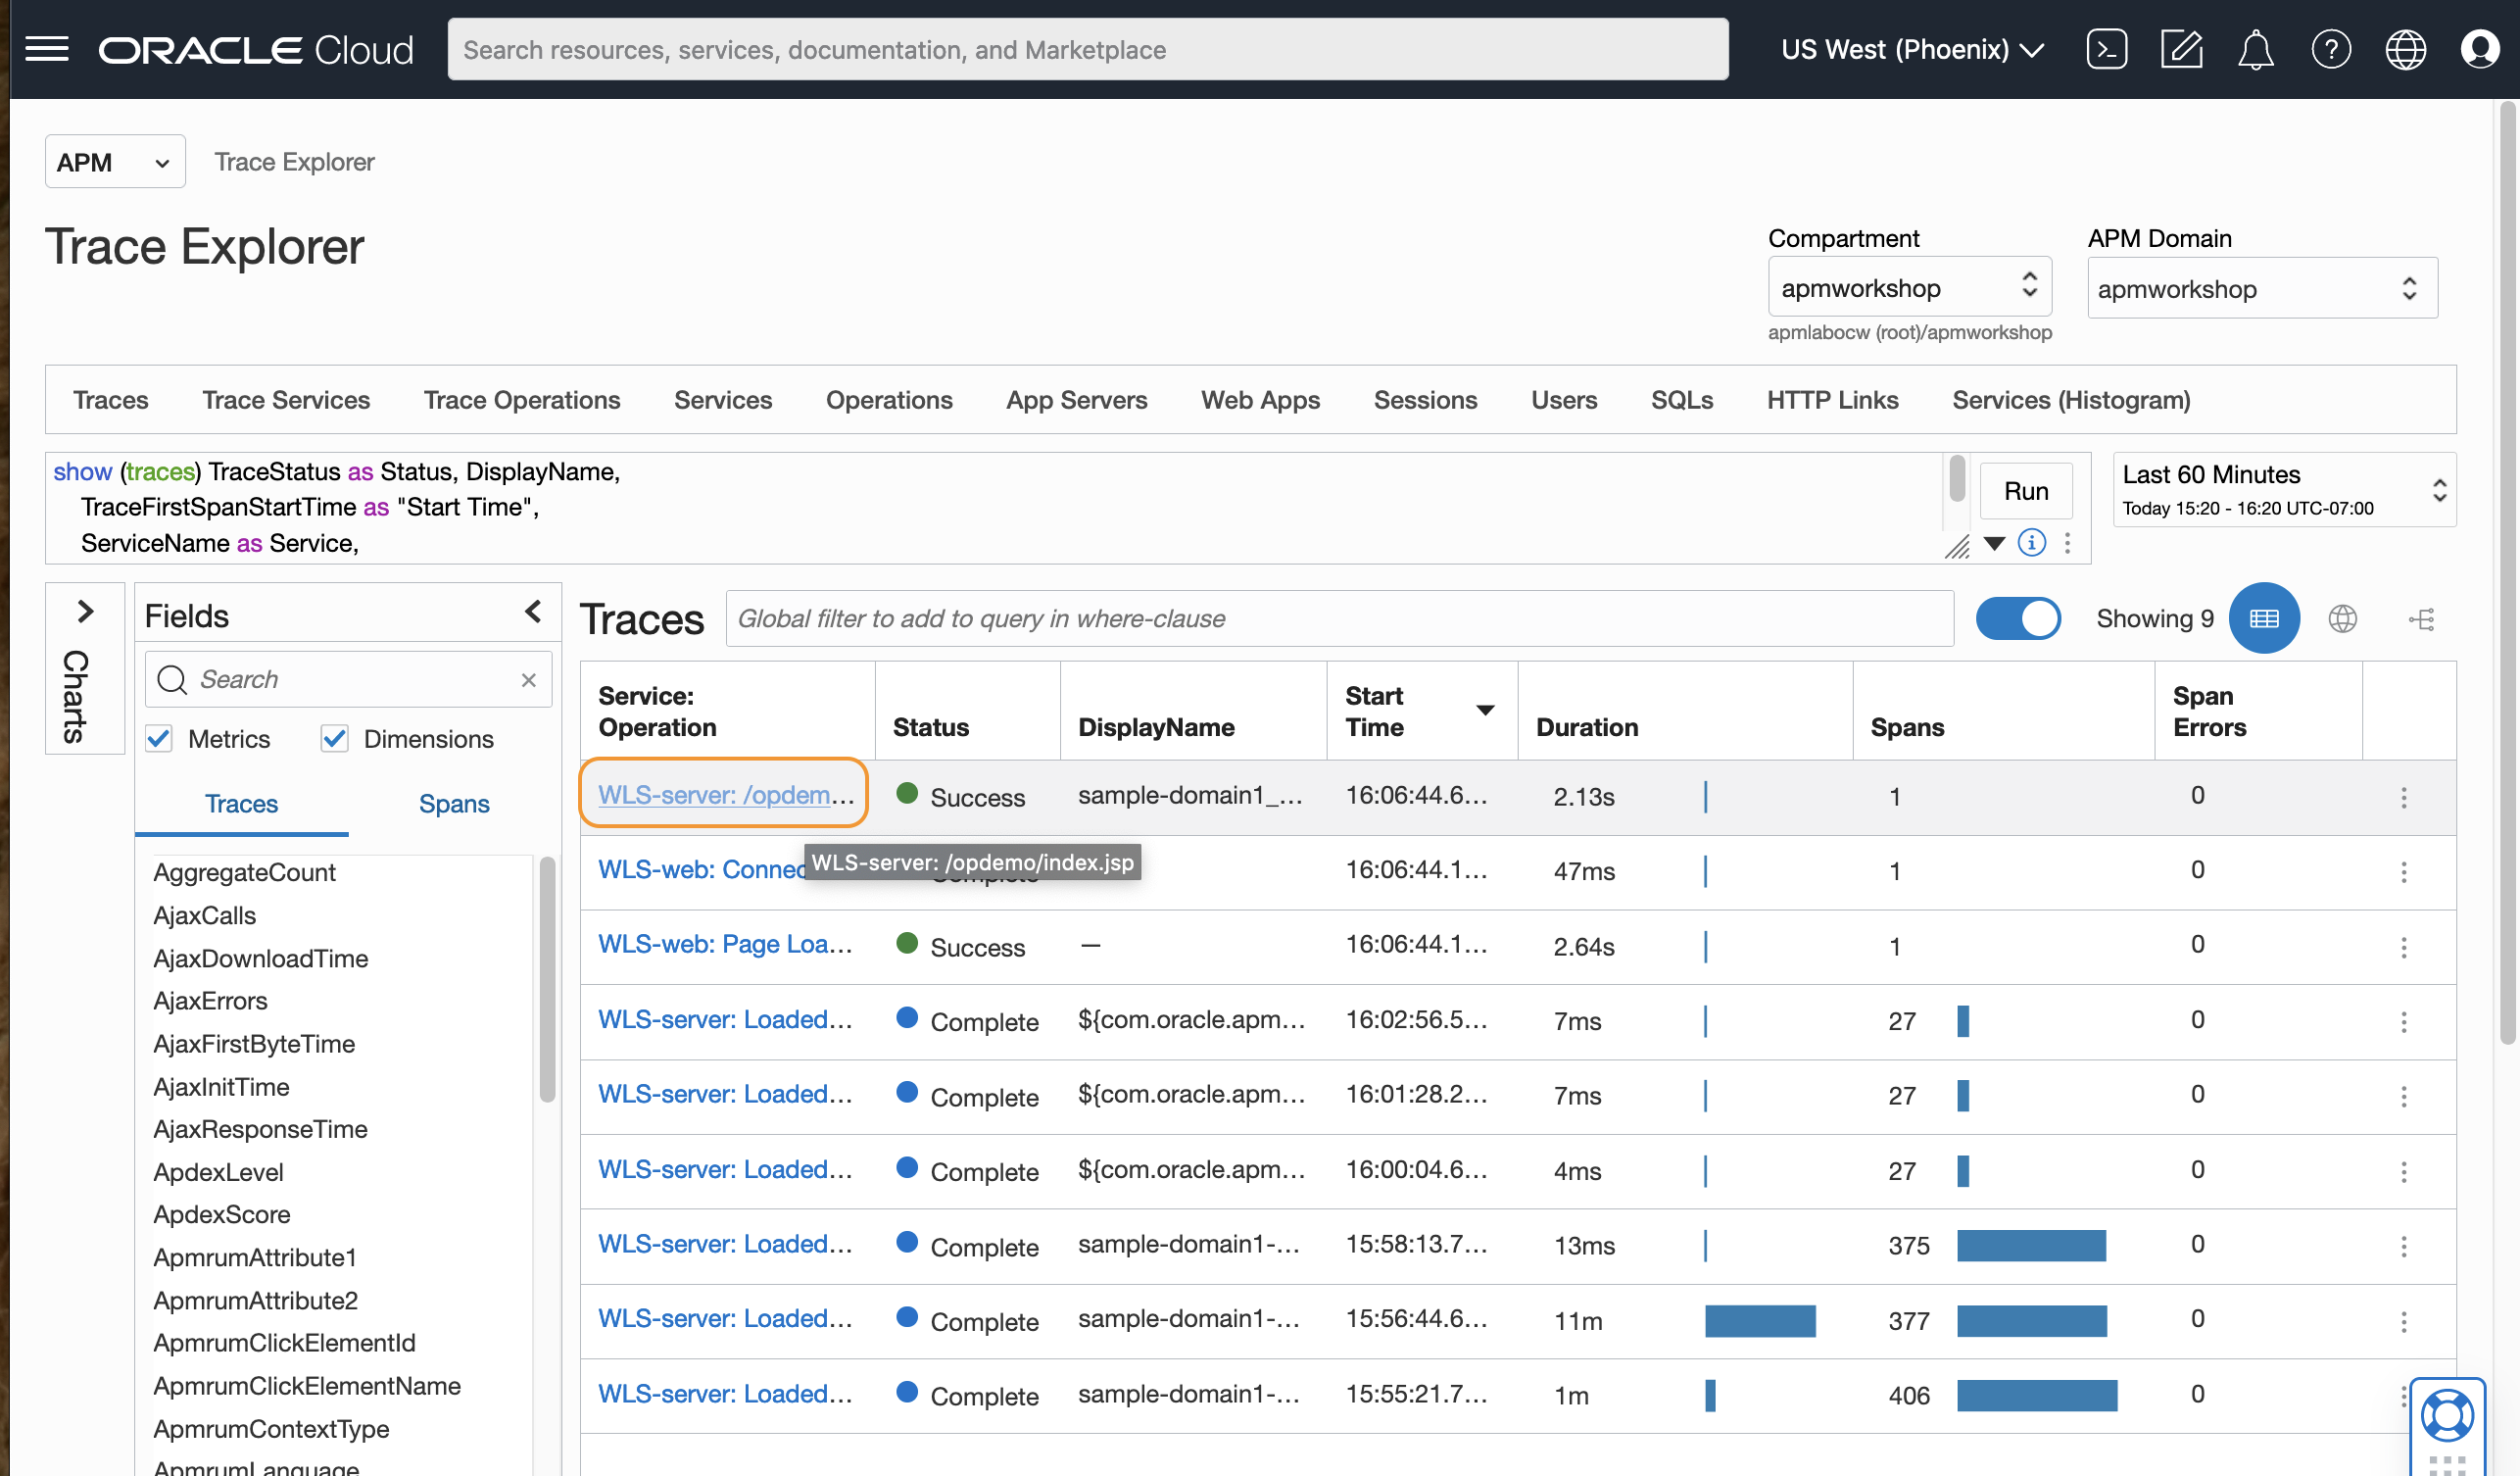 ORACLE Cloud
Search resources, services, documentation, and Marketplace
US West (Phoenix)
APM
Trace Explorer
Trace Explorer
Compartment
apmworkshop
apmlabocw (root)/apmworkshop
APM Domain
apmworkshop
Traces Trace Services Trace Operations Services Operations App Servers Web Apps Sessions Users SQLs HTTP Links Services (Histogram)
show (traces) TraceStatus as Status, DisplayName,
TraceFirstSpanStartTime as "Start Time",
ServiceName as Service,
Run
Last 60 Minutes
Today 15:20 - 16:20 UTC-07:00
Charts
Fields
Search
Metrics Dimensions
Traces Spans
AggregateCount
AjaxCalls
AjaxDownloadTime
AjaxErrors
AjaxFirstByteTime
AjaxInitTime
AjaxResponseTime
ApdexLevel
ApdexScore
ApmrumAttribute1
ApmrumAttribute2
ApmrumClickElementId
ApmrumClickElementName
ApmrumContextType
ApmrumLanguage
Traces
Global filter to add to query in where-clause
Showing 9
Service: Operation Status DisplayName Start Time Duration Spans Span Errors
WLS-server: /opdem... Success sample-domain1_... 16:06:44.6... 2.13s 1 0
WLS-server: /opdemo/index.jsp
WLS-web: Connec Complete 16:06:44.1... 47ms 1 0
WLS-web: Page Loa... Success — 16:06:44.1... 2.64s 1 0
WLS-server: Loaded... Complete ${com.oracle.apm... 16:02:56.5... 7ms 27 0
WLS-server: Loaded... Complete ${com.oracle.apm... 16:01:28.2... 7ms 27 0
WLS-server: Loaded... Complete ${com.oracle.apm... 16:00:04.6... 4ms 27 0
WLS-server: Loaded... Complete sample-domain1-... 15:58:13.7... 13ms 375 0
WLS-server: Loaded... Complete sample-domain1-... 15:56:44.6... 11m 377 0
WLS-server: Loaded... Complete sample-domain1-... 15:55:21.7... 1m 406 0